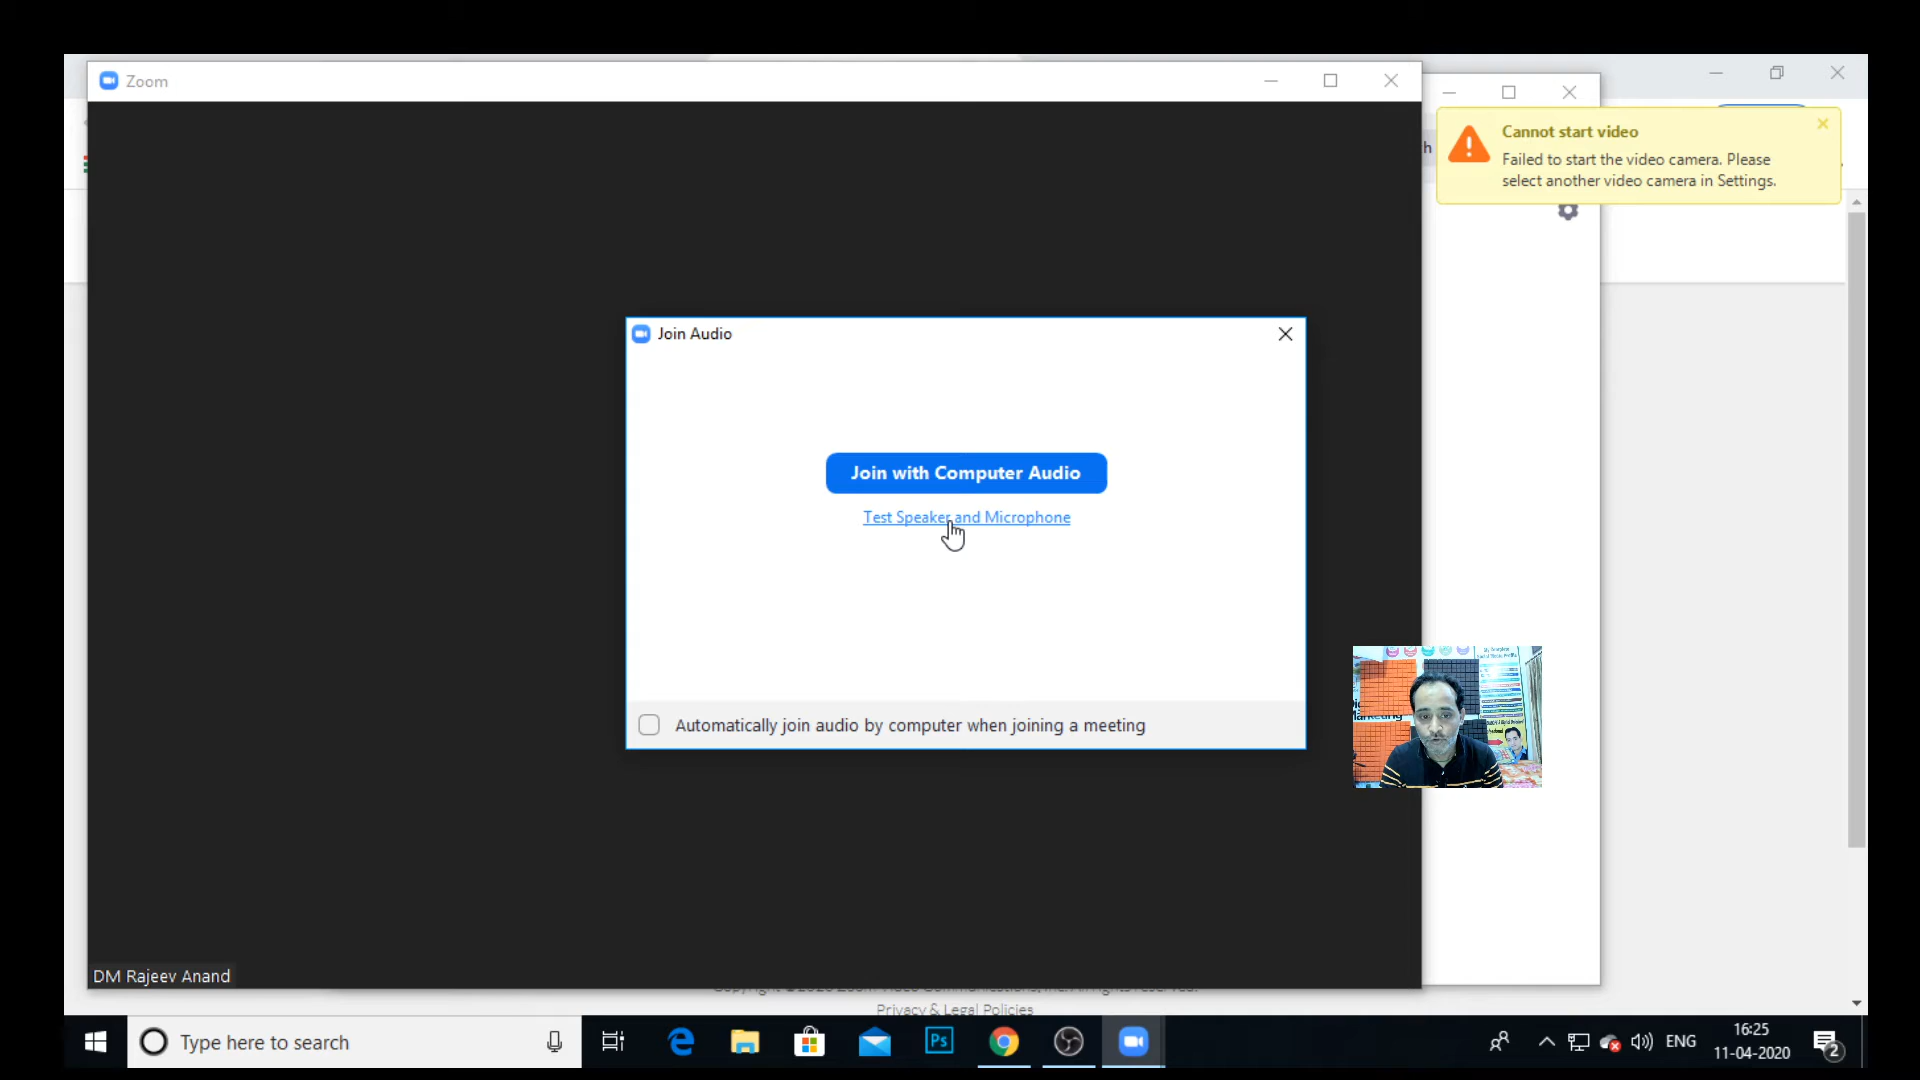 Zoom
h
Cannot start video
Failed to start the video camera. Please
select another video camera in Settings.
Join Audio
Join with Computer Audio
Test Speaker and Microphone
Automatically join audio by computer when joining a meeting
DM Rajeev Anand
Privacy & Legal Policies
Type here to search
Ps
ENG
16:25
11-04-2020
2